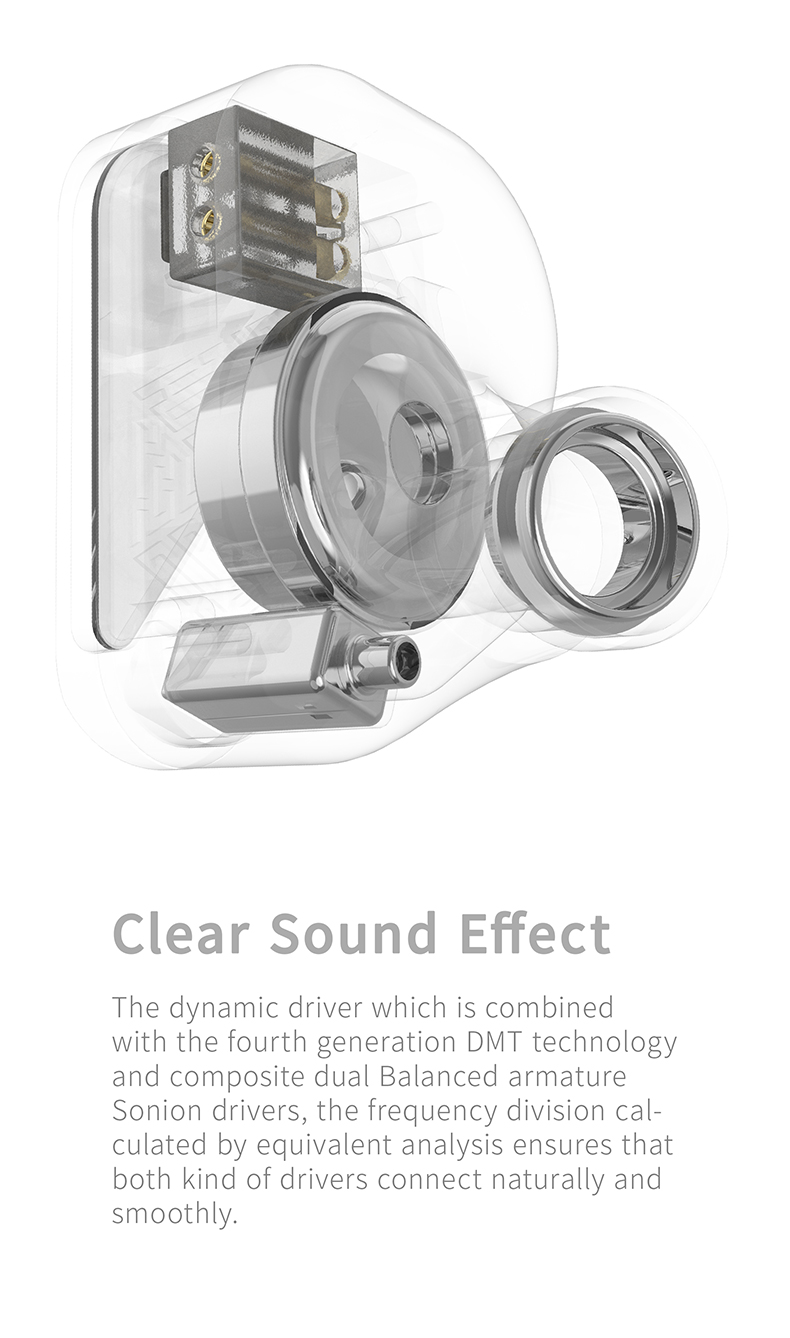 Clear Sound Effect
The dynamic driver which is combined
with the fourth generation DMT technology
and composite dual Balanced armature
Sonion drivers, the frequency division cal-
culated by equivalent analysis ensures that
both kind of drivers connect naturally and
smoothly.